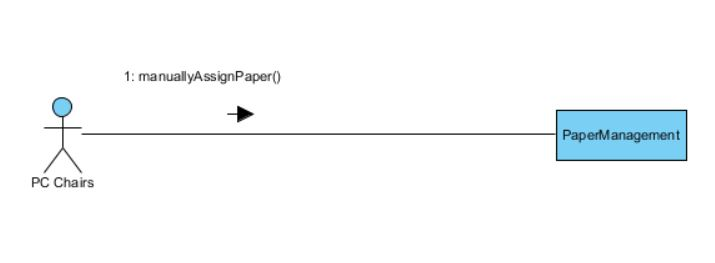 1: manuallyAssignPaper()
PaperManagement
PC Chairs